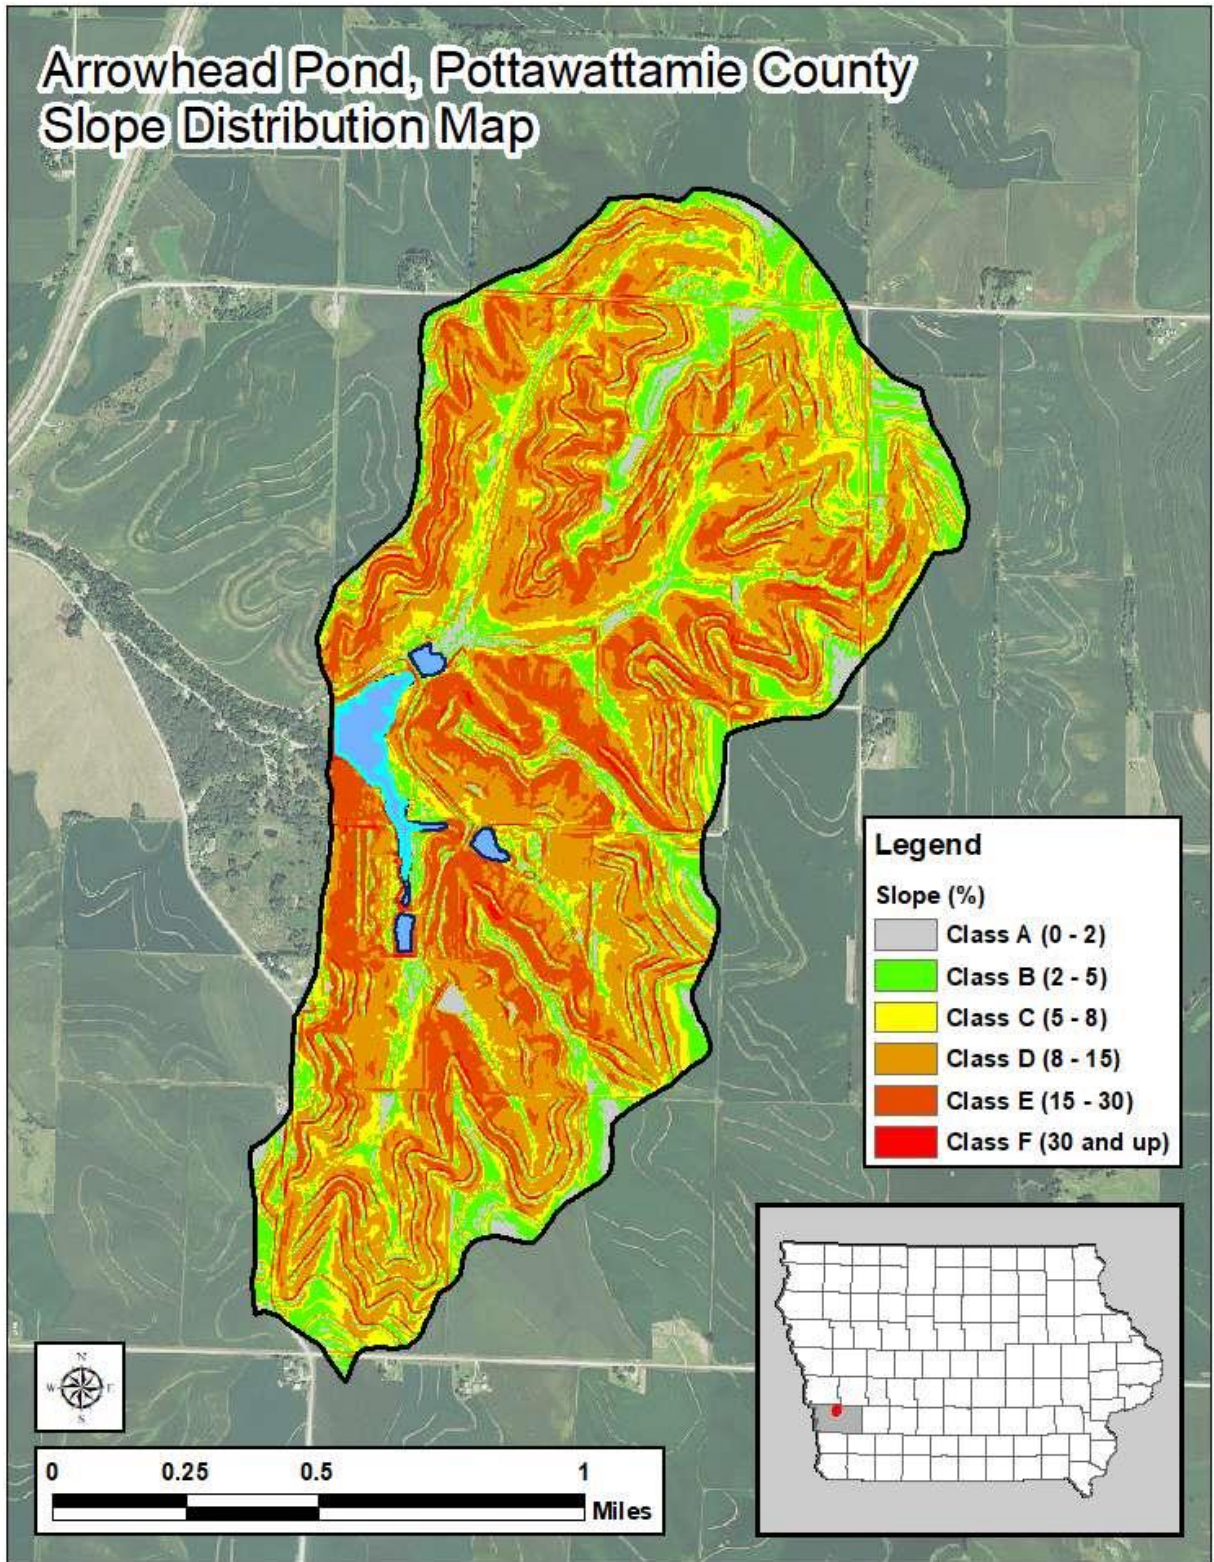 Arrowhead Pond, Pottawattamie County
Slope Distribution Map
Legend
Slope (%)
Class A (0 - 2)
Class B (2 - 5)
Class C (5 - 8)
Class D (8 - 15)
Class E (15 - 30)
Class F (30 and up)
N
W E
S
0 0.25 0.5 1
Miles